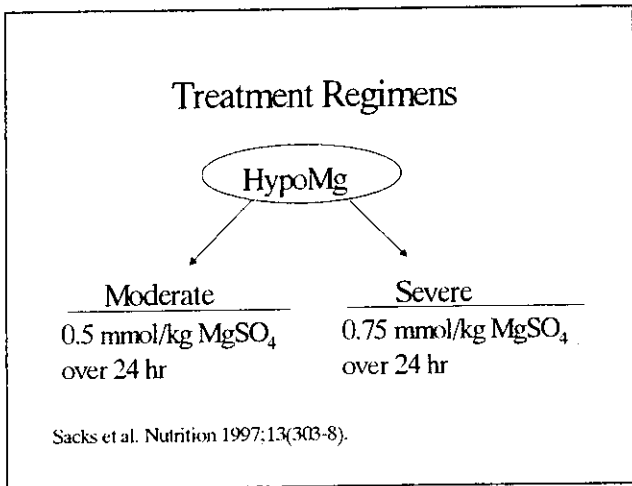 Treatment Regimens
HypoMg
Moderate
0.5 mmol/kg MgSO₄
over 24 hr
Severe
0.75 mmol/kg MgSO₄
over 24 hr
Sacks et al. Nutrition 1997;13(303-8).